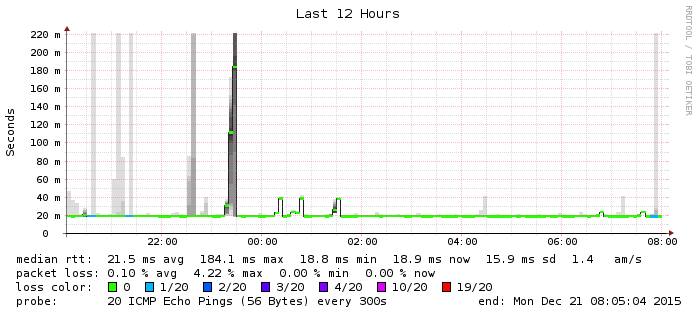 Last 12 Hours
RRDTOOL / TOBI OETIKER
Seconds
220 m
200 m
180 m
160 m
140 m
120 m
100 m
80 m
60 m
40 m
20 m
0
22:00 00:00 02:00 04:00 06:00 08:00
median rtt: 21.5 ms avg 184.1 ms max 18.8 ms min 18.9 ms now 15.9 ms sd 1.4 am/s
packet loss: 0.10 % avg 4.22 % max 0.00 % min 0.00 % now
loss color: 0 1/20 2/20 3/20 4/20 10/20 19/20
probe: 20 ICMP Echo Pings (56 Bytes) every 300s end: Mon Dec 21 08:05:04 2015